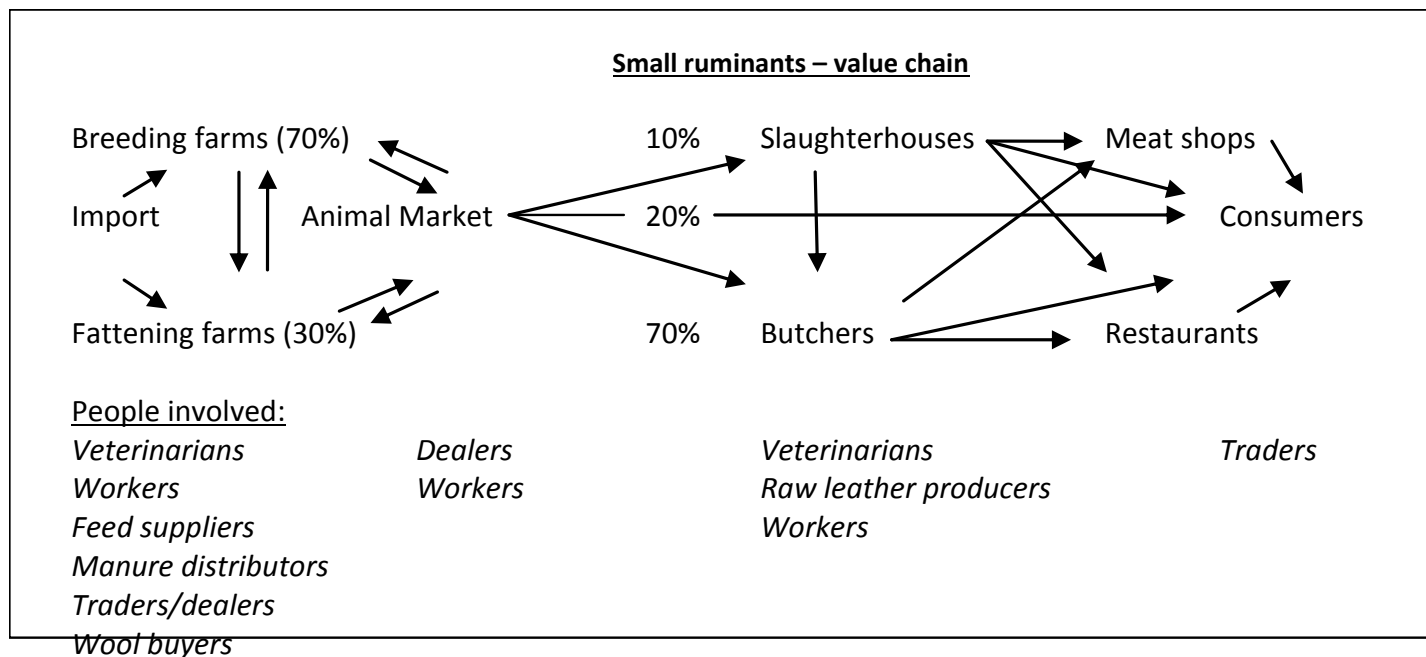 Small ruminants – value chain
Breeding farms (70%) 10% Slaughterhouses Meat shops
Import Animal Market 20% Consumers
Fattening farms (30%) 70% Butchers Restaurants
People involved:
Veterinarians Dealers Veterinarians Traders
Workers Workers Raw leather producers
Feed suppliers Workers
Manure distributors
Traders/dealers
Wool buyers